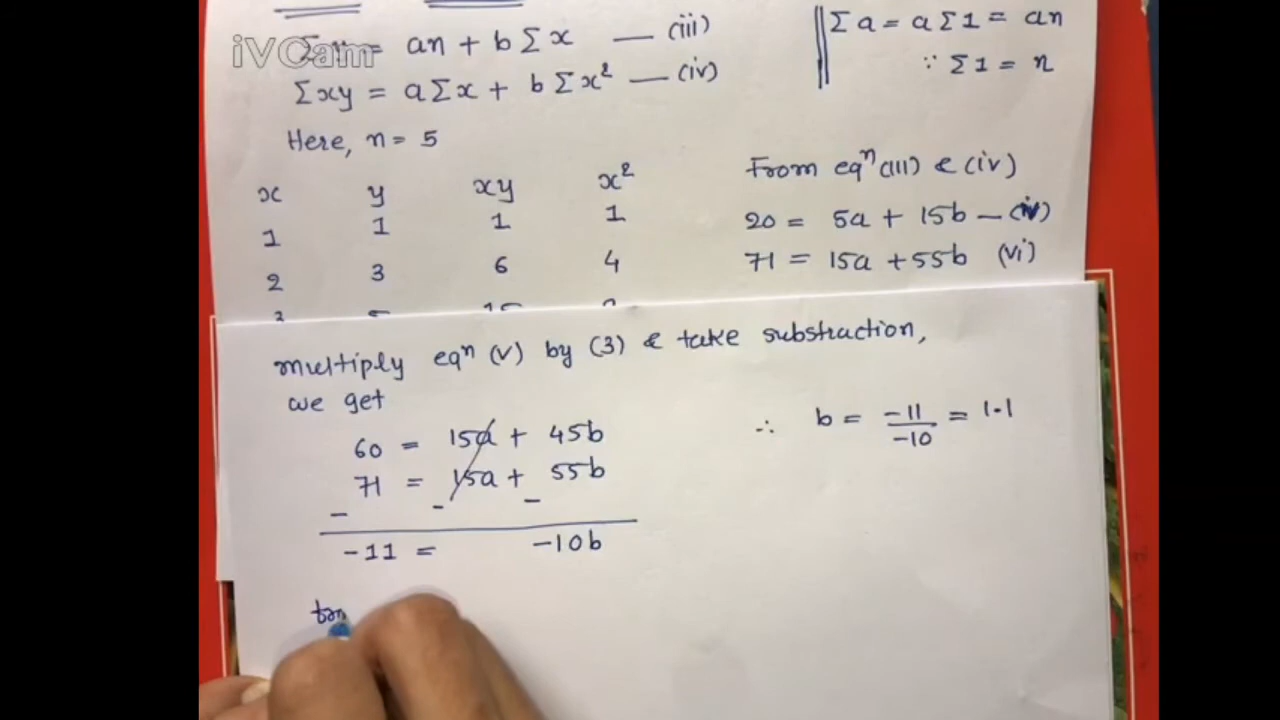 iVCam
Σy = an + bΣx — (iii)
Σxy = aΣx + bΣx² — (iv)
Σa = aΣ1 = an
∵ Σ1 = n
Here, n = 5
x y xy x²
1 1 1 1
2 3 6 4
From eqⁿ (III) & (iv)
20 = 5a + 15b — (v)
71 = 15a + 55b (vi)
multiply eqⁿ (v) by (3) & take substraction,
we get
60 = 15a + 45b
71 = 15a + 55b
- - -
-11 = -10b
∴ b = -11/-10 = 1.1